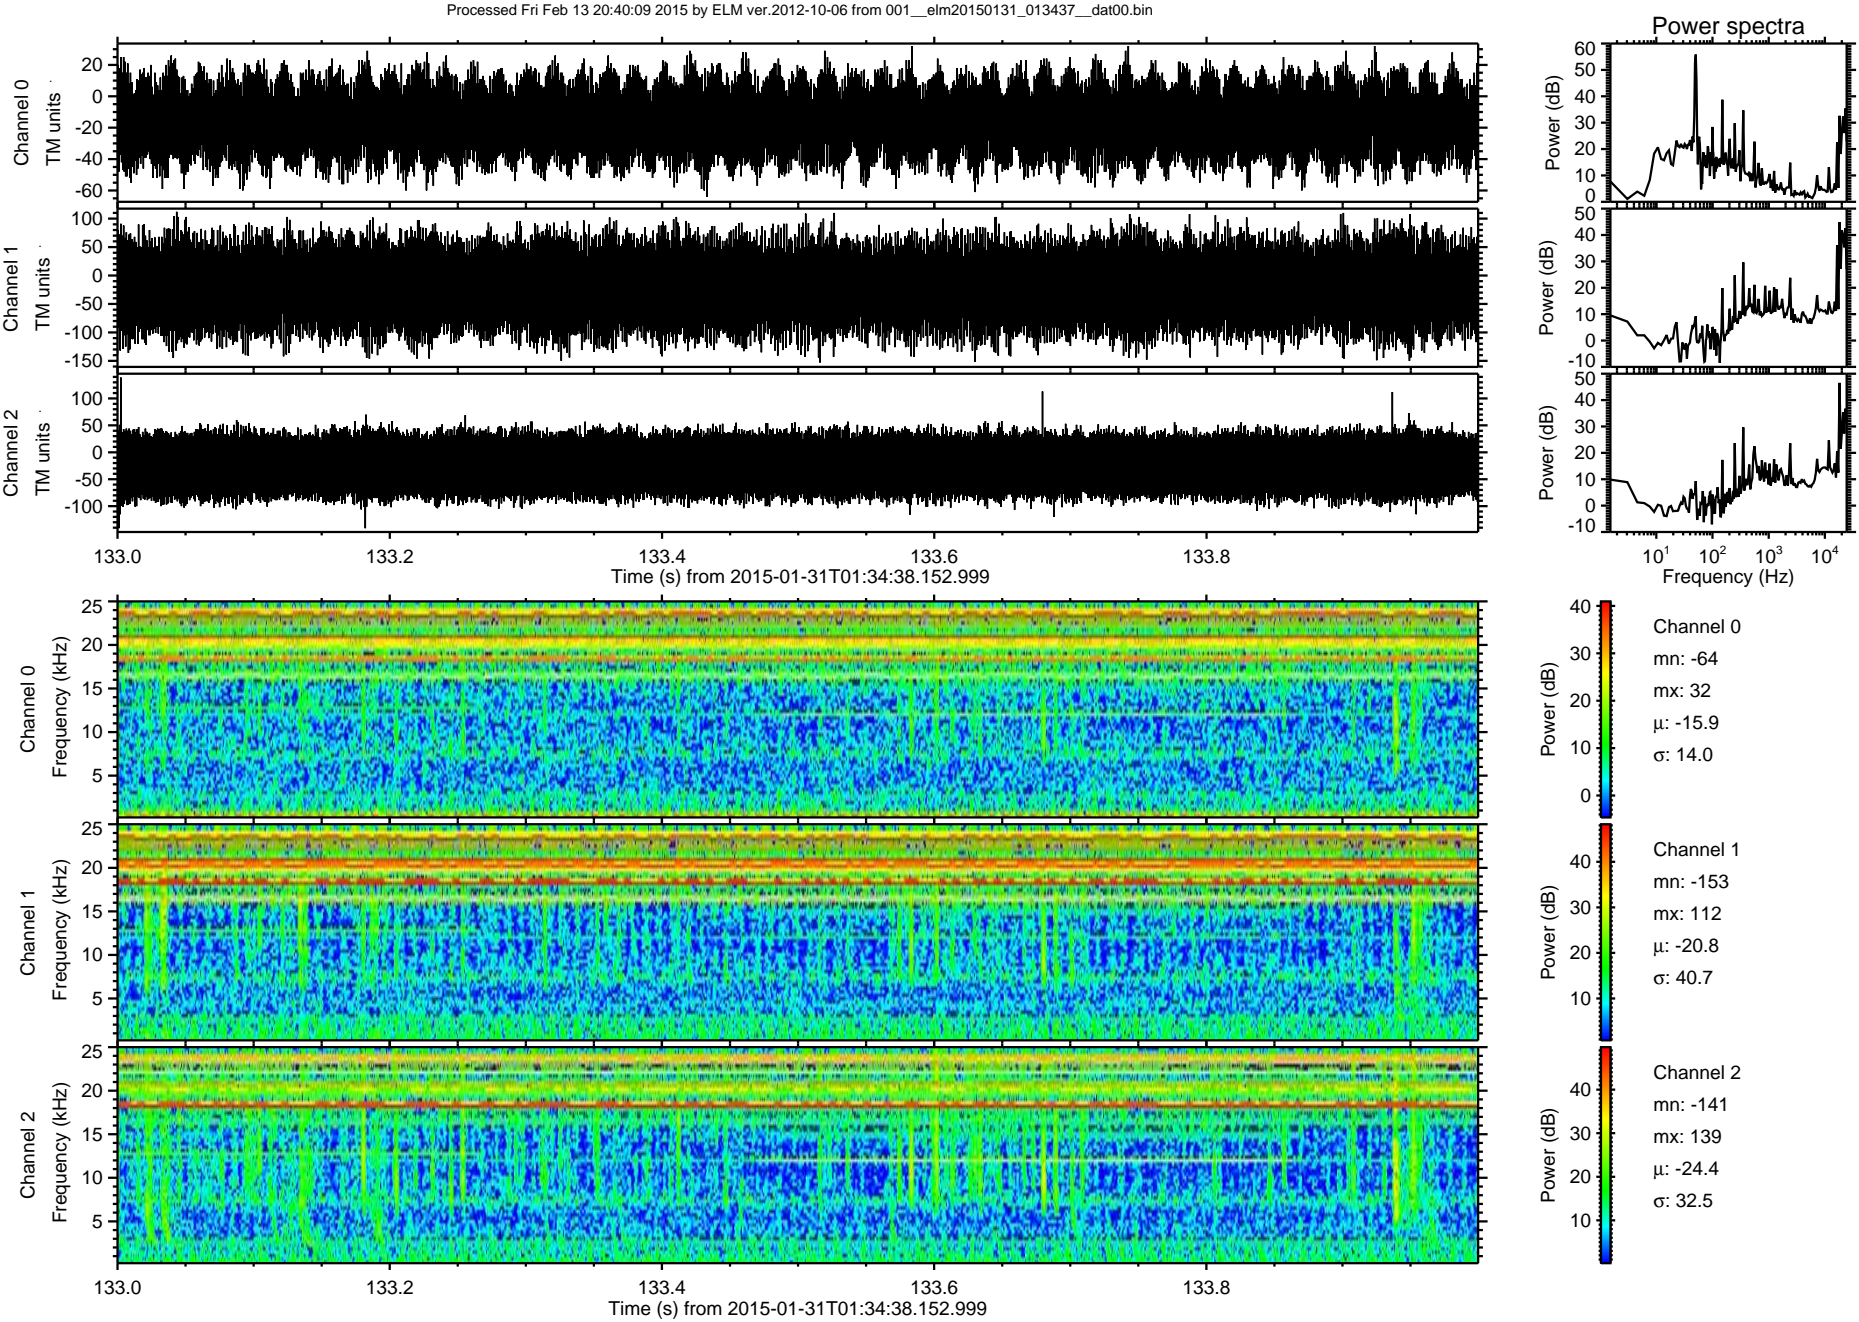 Processed Fri Feb 13 20:40:09 2015 by ELM ver.2012-10-06 from 001__elm20150131_013437__dat00.bin
Power spectra
Channel 0
TM units
20
0
-20
-40
-60
Power (dB)
60
50
40
30
20
10
0
Channel 1
TM units
100
50
0
-50
-100
-150
Power (dB)
50
40
30
20
10
0
-10
Channel 2
TM units
100
50
0
-50
-100
Power (dB)
50
40
30
20
10
0
-10
133.0 133.2 133.4 133.6 133.8
Time (s) from 2015-01-31T01:34:38.152.999
10¹ 10² 10³ 10⁴
Frequency (Hz)
Channel 0
Frequency (kHz)
25
20
15
10
5
Power (dB)
40
30
20
10
0
Channel 0
mn: -64
mx: 32
μ: -15.9
σ: 14.0
Channel 1
Frequency (kHz)
25
20
15
10
5
Power (dB)
40
30
20
10
Channel 1
mn: -153
mx: 112
μ: -20.8
σ: 40.7
Channel 2
Frequency (kHz)
25
20
15
10
5
Power (dB)
40
30
20
10
Channel 2
mn: -141
mx: 139
μ: -24.4
σ: 32.5
133.0 133.2 133.4 133.6 133.8
Time (s) from 2015-01-31T01:34:38.152.999